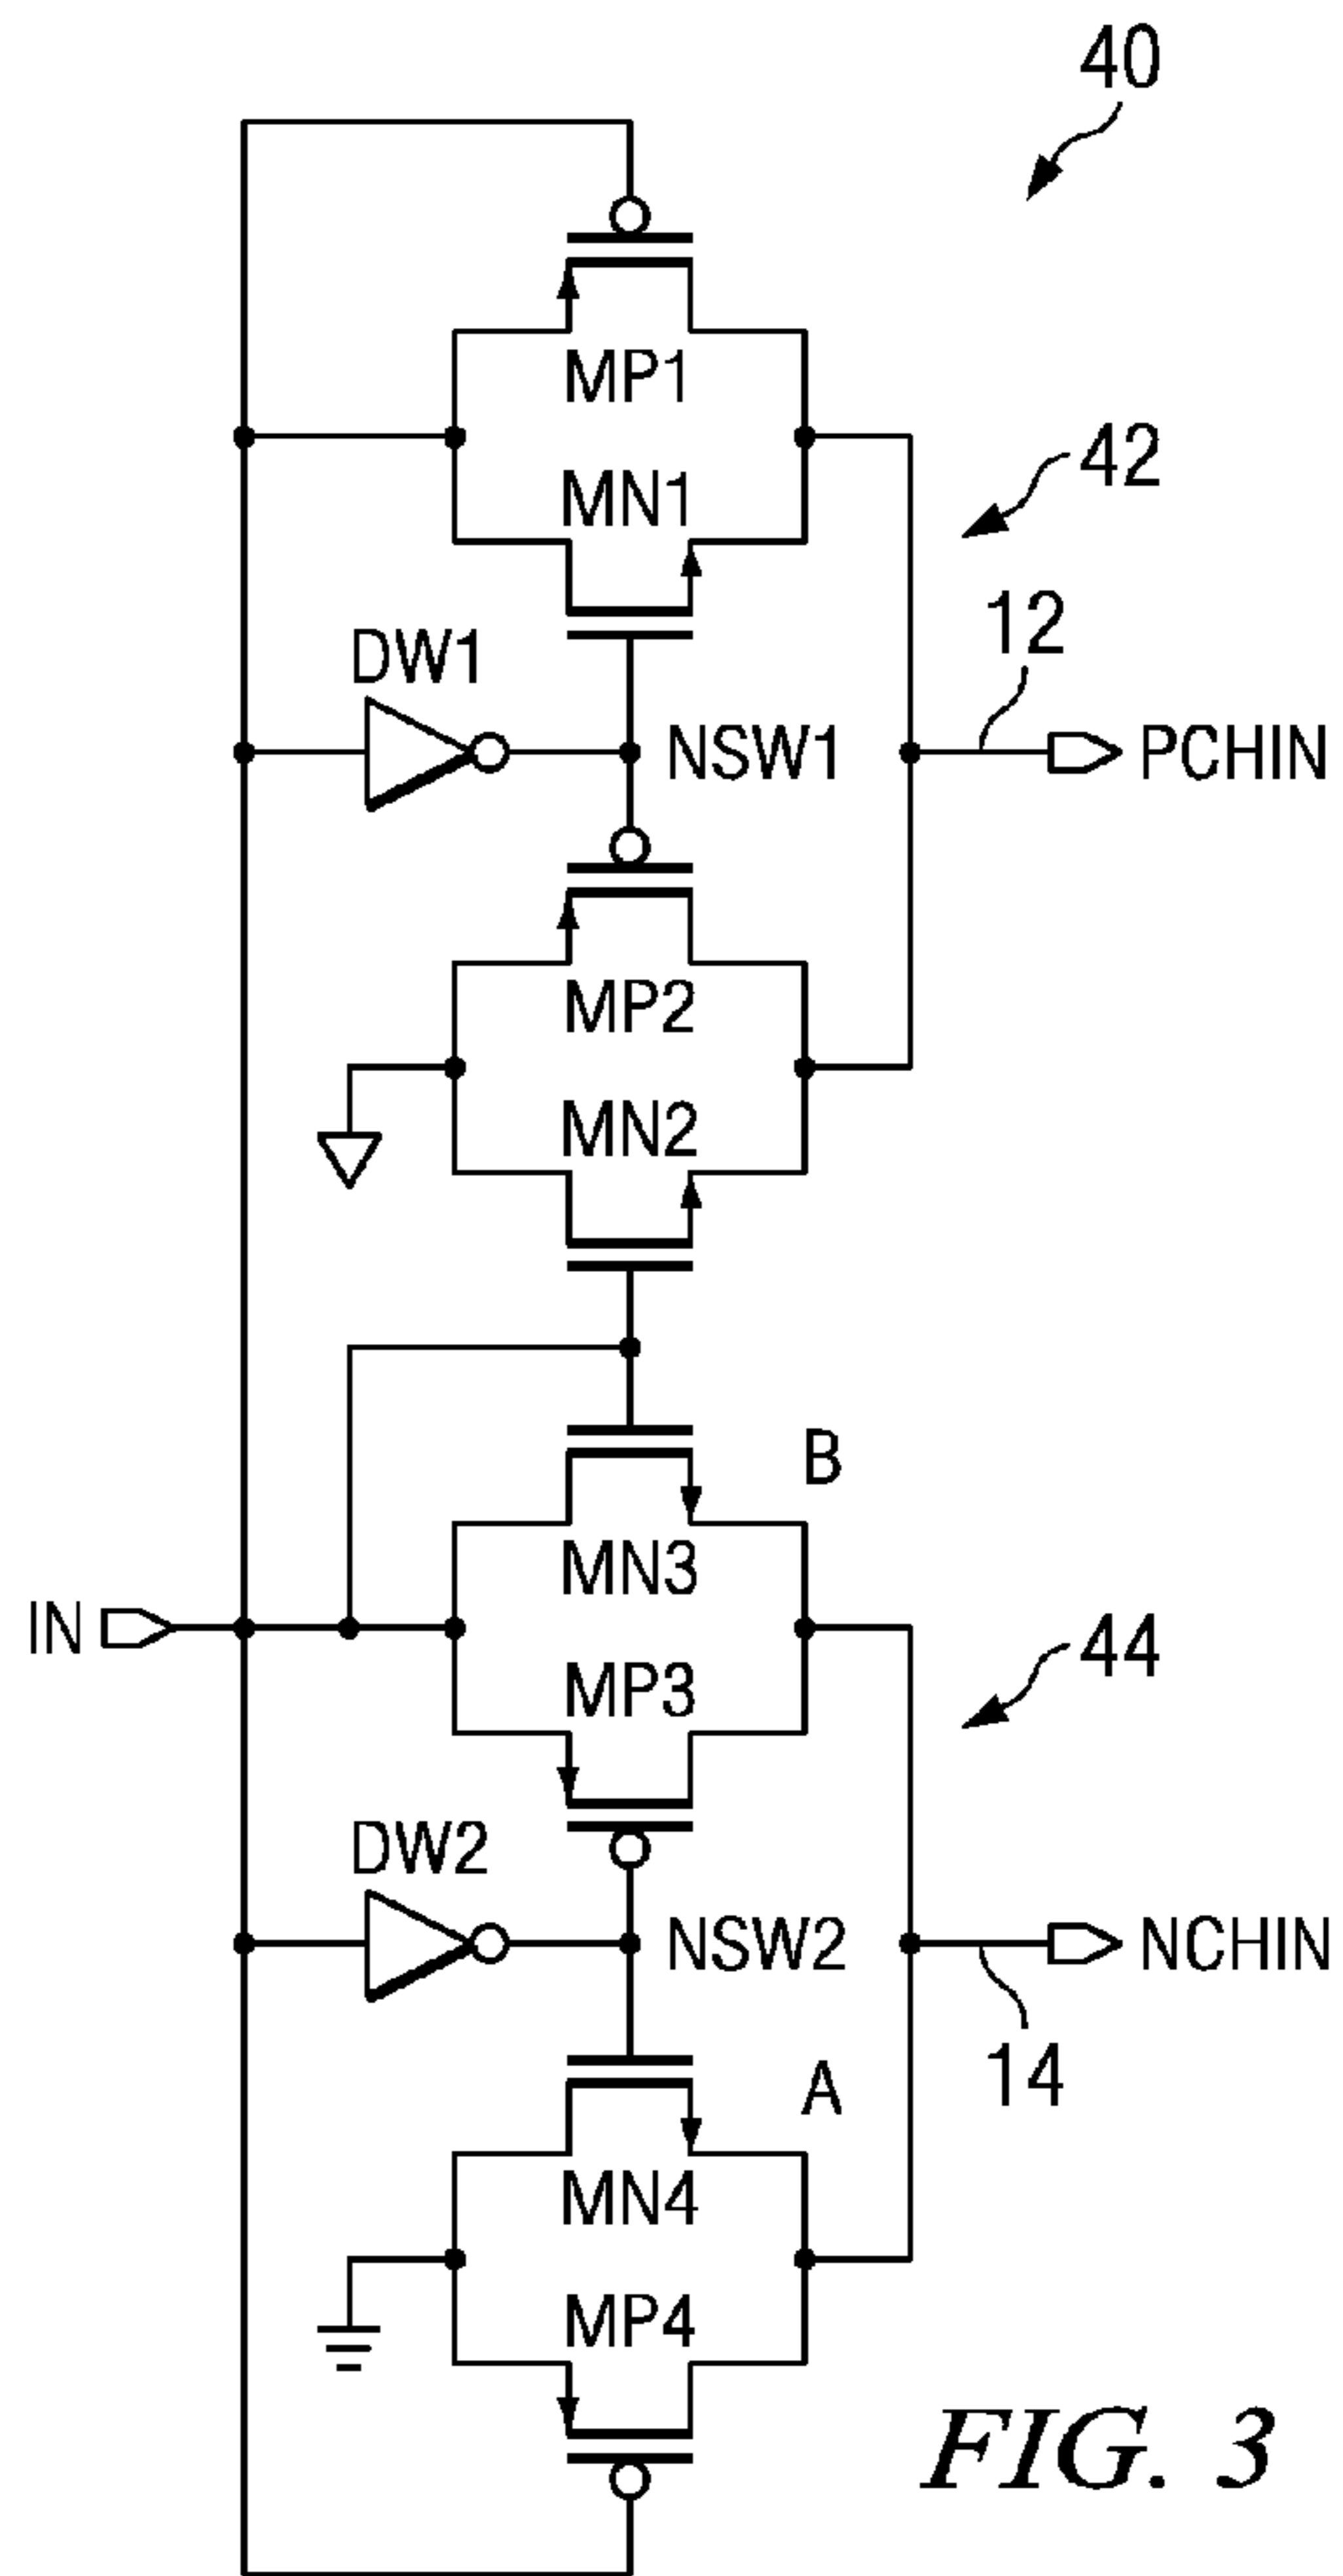 40
MP1
42
MN1
12
DW1
NSW1
PCHIN
MP2
MN2
B
MN3
IN
44
MP3
DW2
NSW2
NCHIN
14
A
MN4
MP4
FIG. 3